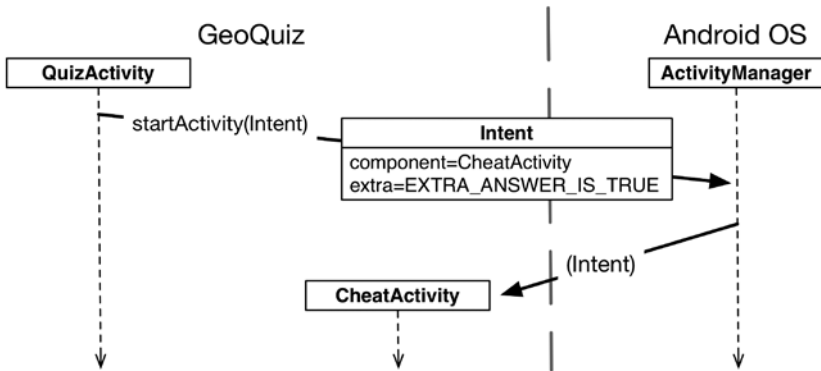 GeoQuiz
Android OS
QuizActivity
ActivityManager
startActivity(Intent)
Intent
component=CheatActivity
extra=EXTRA_ANSWER_IS_TRUE
(Intent)
CheatActivity